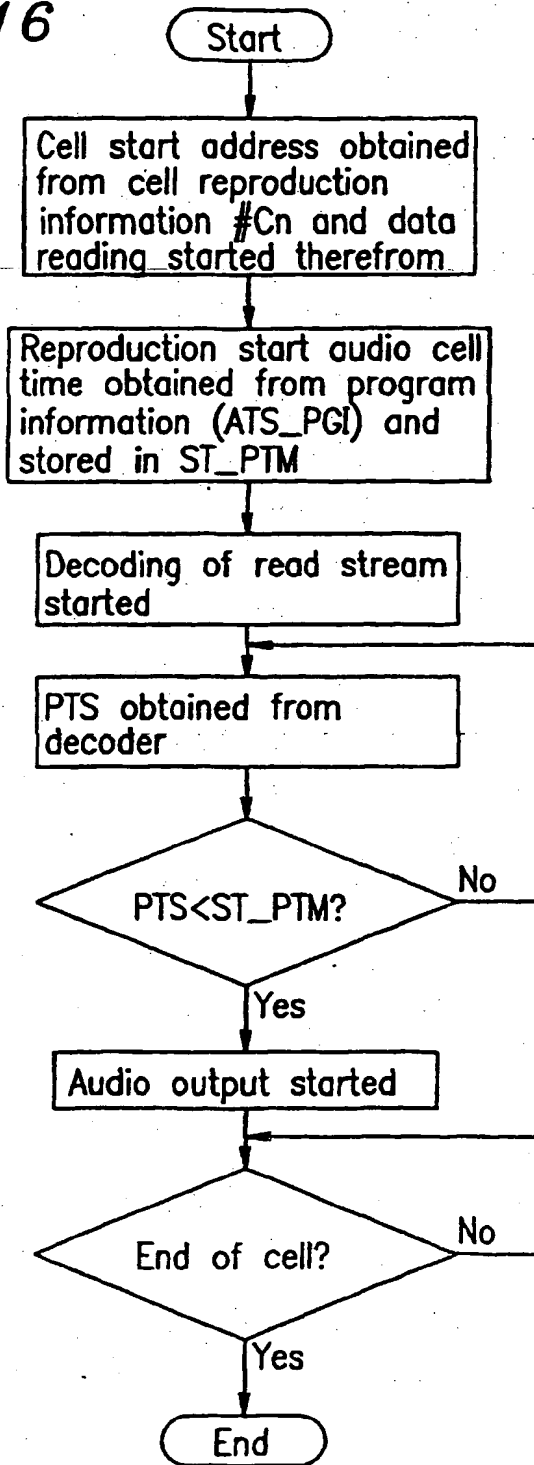 16
Start
Cell start address obtained
from cell reproduction
information #Cn and data
reading started therefrom
Reproduction start audio cell
time obtained from program
information (ATS_PGI) and
stored in ST_PTM
Decoding of read stream
started
PTS obtained from
decoder
PTS<ST_PTM?
No
Yes
Audio output started
End of cell?
No
Yes
End